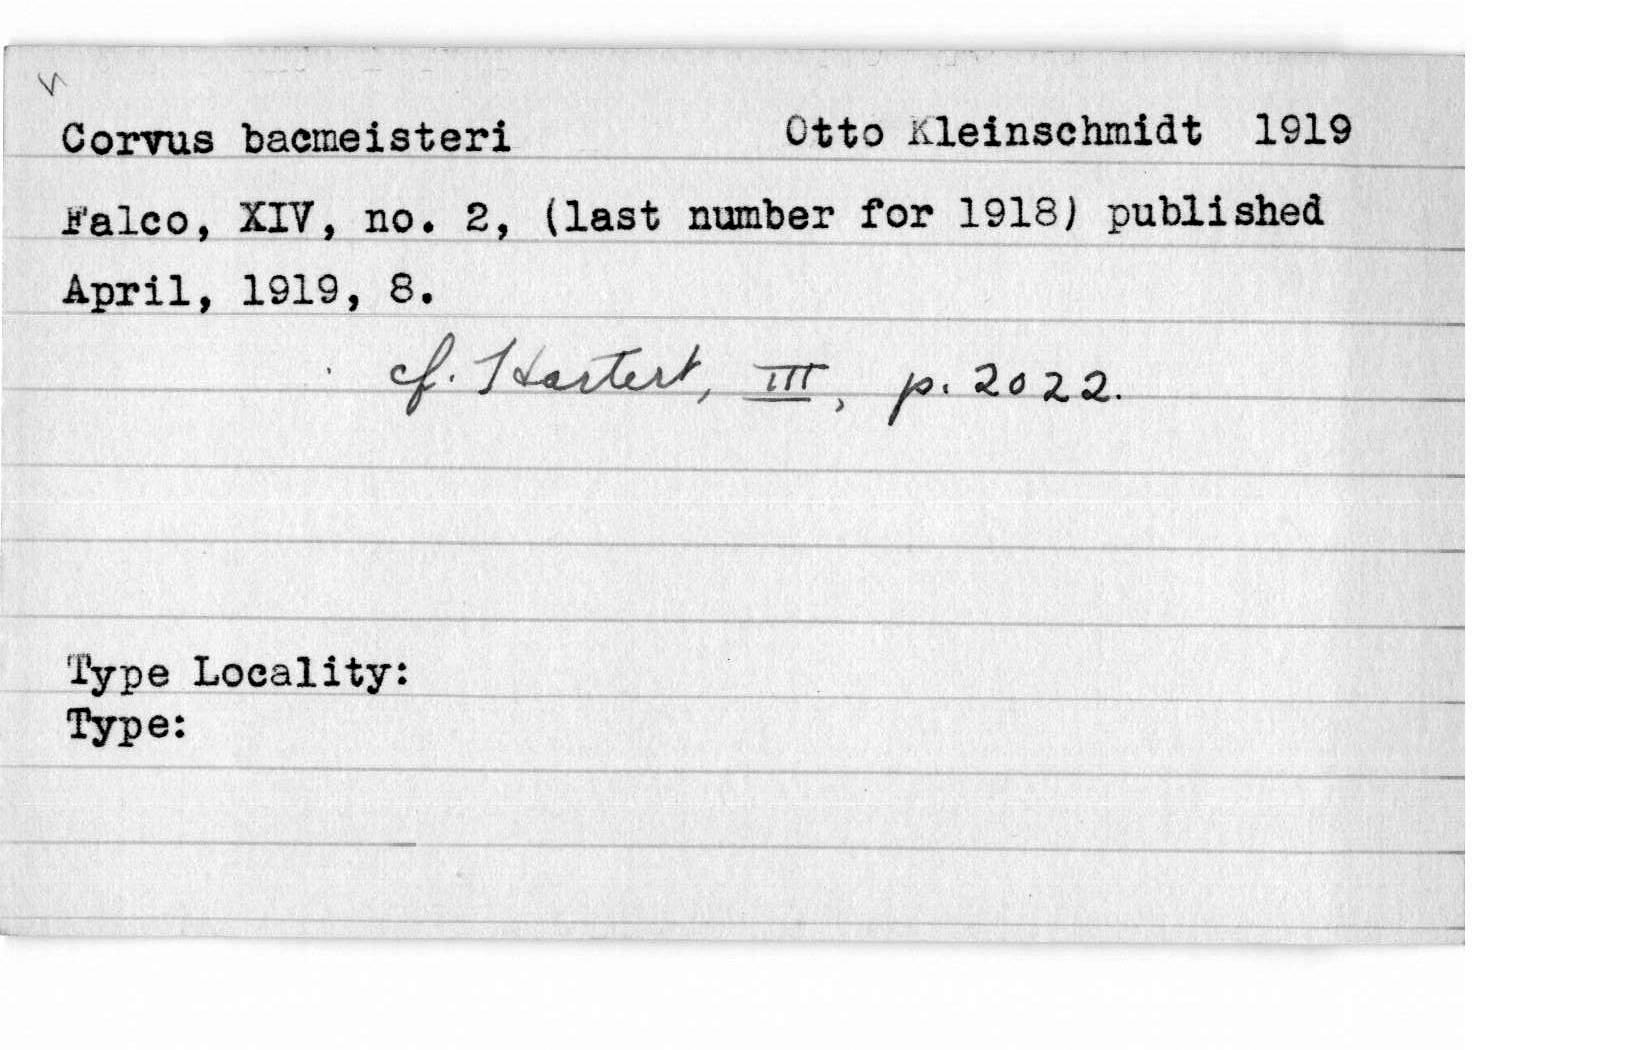 Corvus bacmeisteri Otto Kleinschmidt 1919
Falco, XIV, no. 2, (last number for 1918) published
April, 1919, 8.
cf. Hartert, III, p. 2022.
Type Locality:
Type: